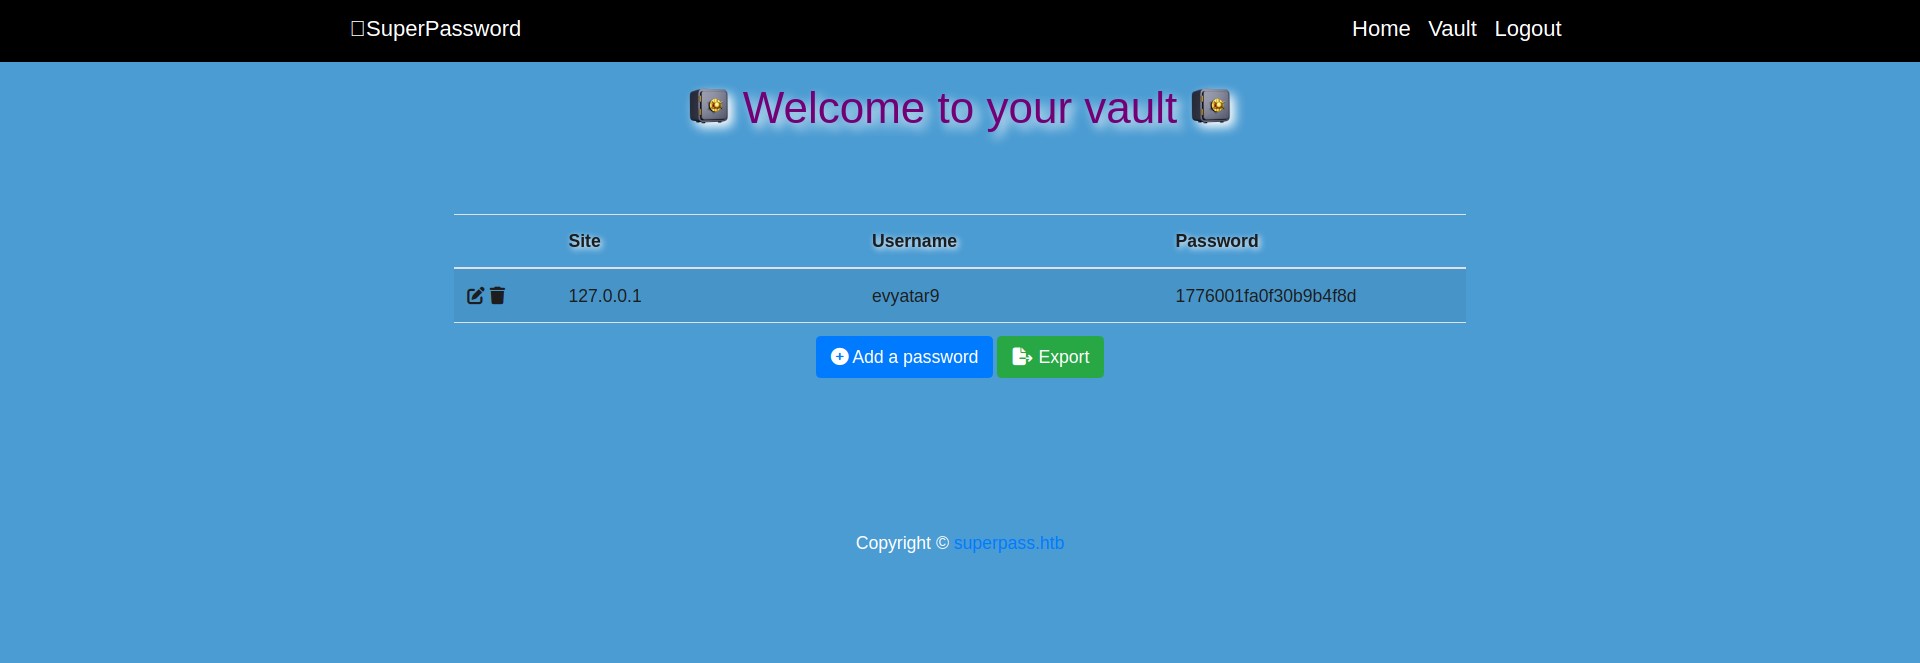 SuperPassword Home Vault Logout
Welcome to your vault
Site Username Password
127.0.0.1 evyatar9 1776001fa0f30b9b4f8d
Add a password Export
Copyright © superpass.htb